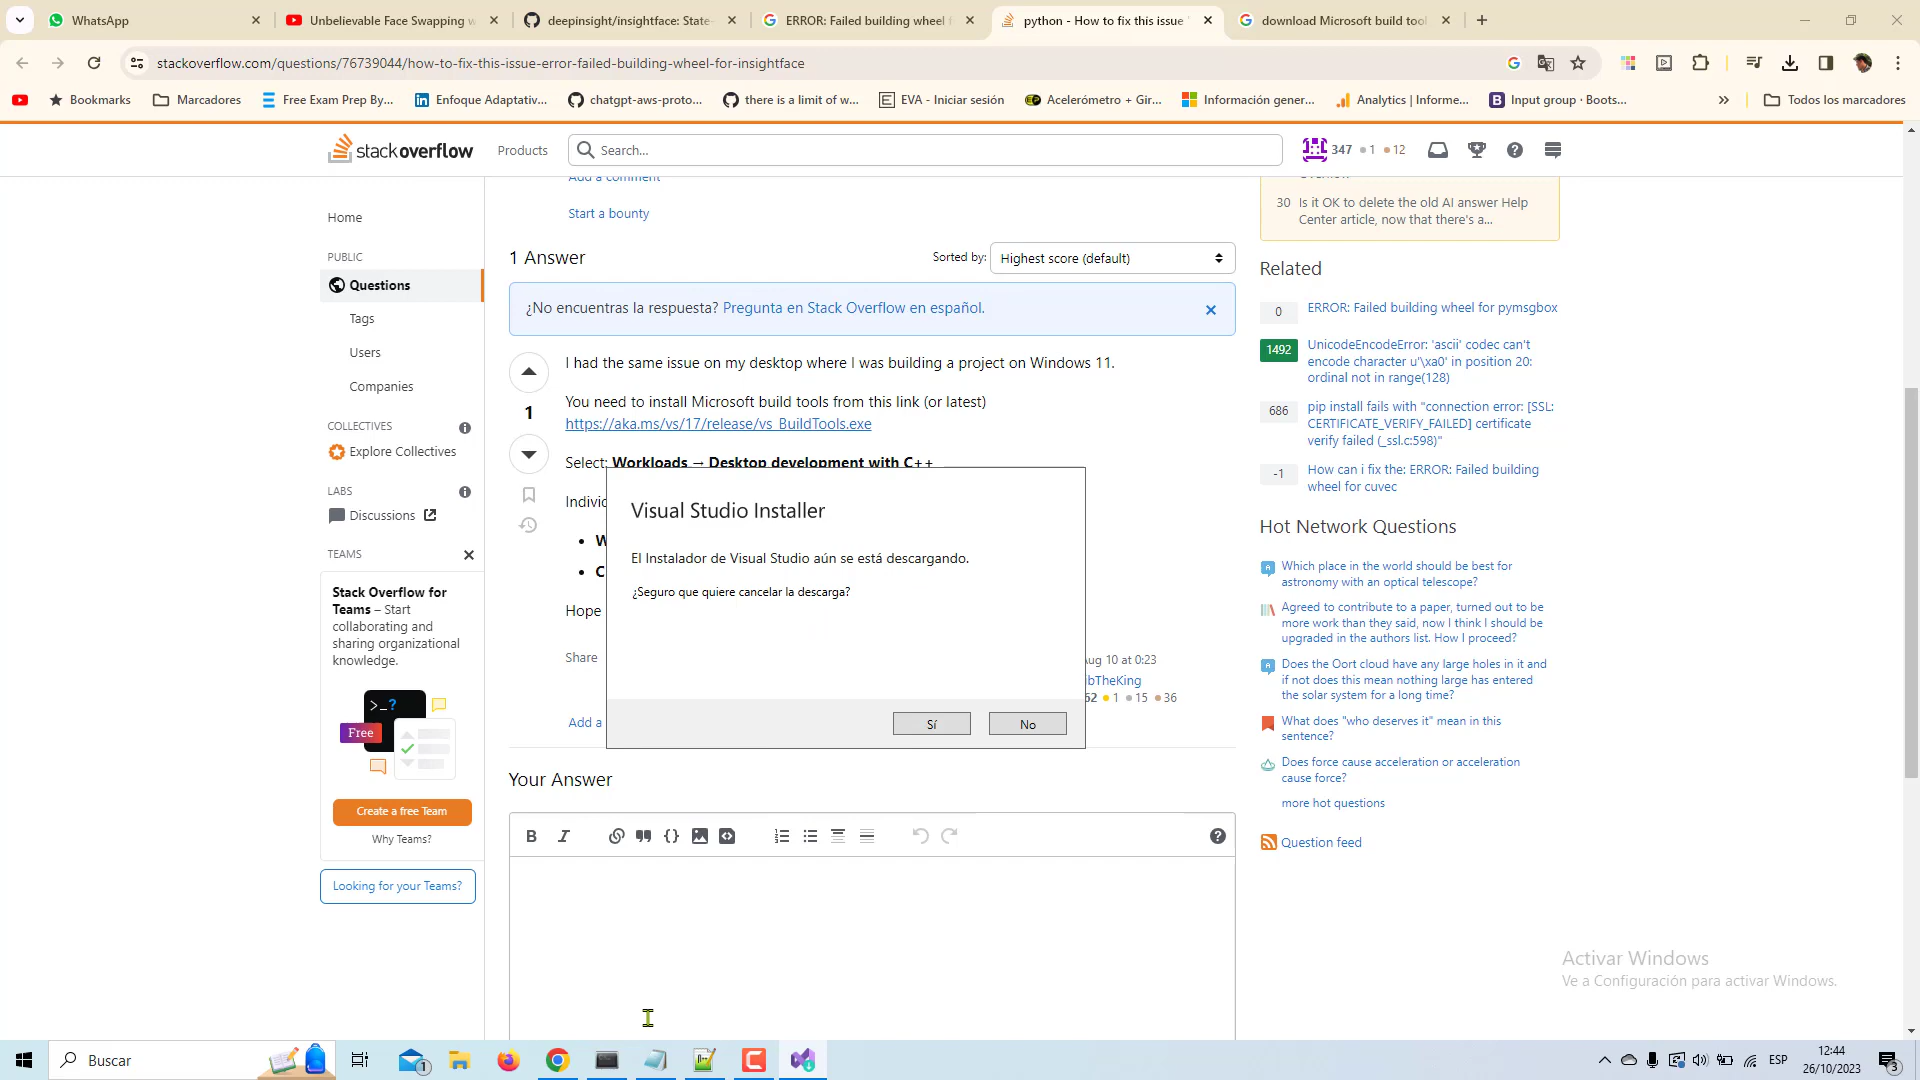 WhatsApp
Unbelievable Face Swapping w
deepinsight/insightface: State-
ERROR: Failed building wheel f
python - How to fix this issue
download Microsoft build tool
stackoverflow.com/questions/76739044/how-to-fix-this-issue-error-failed-building-wheel-for-insightface
Bookmarks
Marcadores
Free Exam Prep By...
Enfoque Adaptativ...
chatgpt-aws-proto...
there is a limit of w...
EVA - Iniciar sesión
Acelerómetro + Gir...
Información gener...
Analytics | Informe...
Input group · Boots...
»
Todos los marcadores
stackoverflow
Products
Search...
347 1 12
Add a comment
Start a bounty
Home
PUBLIC
Questions
Tags
Users
Companies
COLLECTIVES
Explore Collectives
LABS
Discussions
TEAMS
Stack Overflow for
Teams – Start
collaborating and
sharing organizational
knowledge.
>_?
Free
Create a free Team
Why Teams?
Looking for your Teams?
1 Answer
Sorted by:
Highest score (default)
¿No encuentras la respuesta? Pregunta en Stack Overflow en español.
I had the same issue on my desktop where I was building a project on Windows 11.
1
You need to install Microsoft build tools from this link (or latest)
https://aka.ms/vs/17/release/vs_BuildTools.exe
Select: Workloads → Desktop development with C++
Individ
• W
• C
Hope
Share
Aug 10 at 0:23
bTheKing
52 1 15 36
Add a
Visual Studio Installer
El Instalador de Visual Studio aún se está descargando.
¿Seguro que quiere cancelar la descarga?
Sí
No
Your Answer
B I
Overflow
30 Is it OK to delete the old AI answer Help
Center article, now that there's a...
Related
0 ERROR: Failed building wheel for pymsgbox
1492 UnicodeEncodeError: 'ascii' codec can't
encode character u'\xa0' in position 20:
ordinal not in range(128)
686 pip install fails with "connection error: [SSL:
CERTIFICATE_VERIFY_FAILED] certificate
verify failed (_ssl.c:598)"
-1 How can i fix the: ERROR: Failed building
wheel for cuvec
Hot Network Questions
Which place in the world should be best for
astronomy with an optical telescope?
Agreed to contribute to a paper, turned out to be
more work than they said, now I think I should be
upgraded in the authors list. How I proceed?
Does the Oort cloud have any large holes in it and
if not does this mean nothing large has entered
the solar system for a long time?
What does "who deserves it" mean in this
sentence?
Does force cause acceleration or acceleration
cause force?
more hot questions
Question feed
Activar Windows
Ve a Configuración para activar Windows.
Buscar
1
ESP
12:44
26/10/2023
3